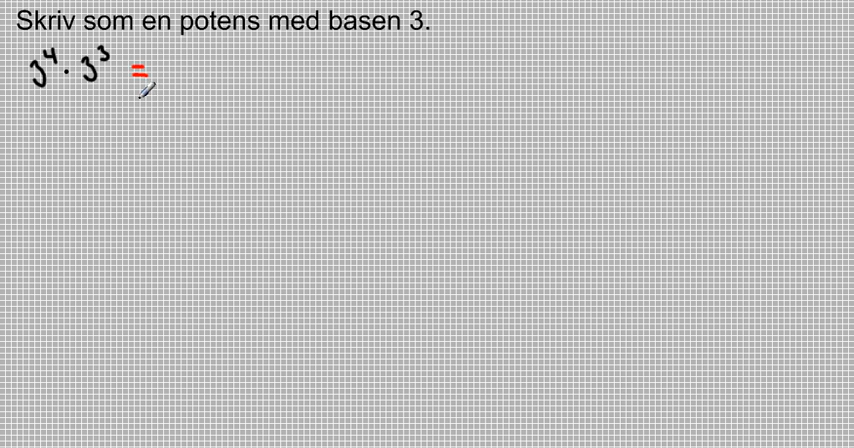 Skriv som en potens med basen 3.
3⁴ · 3³ =